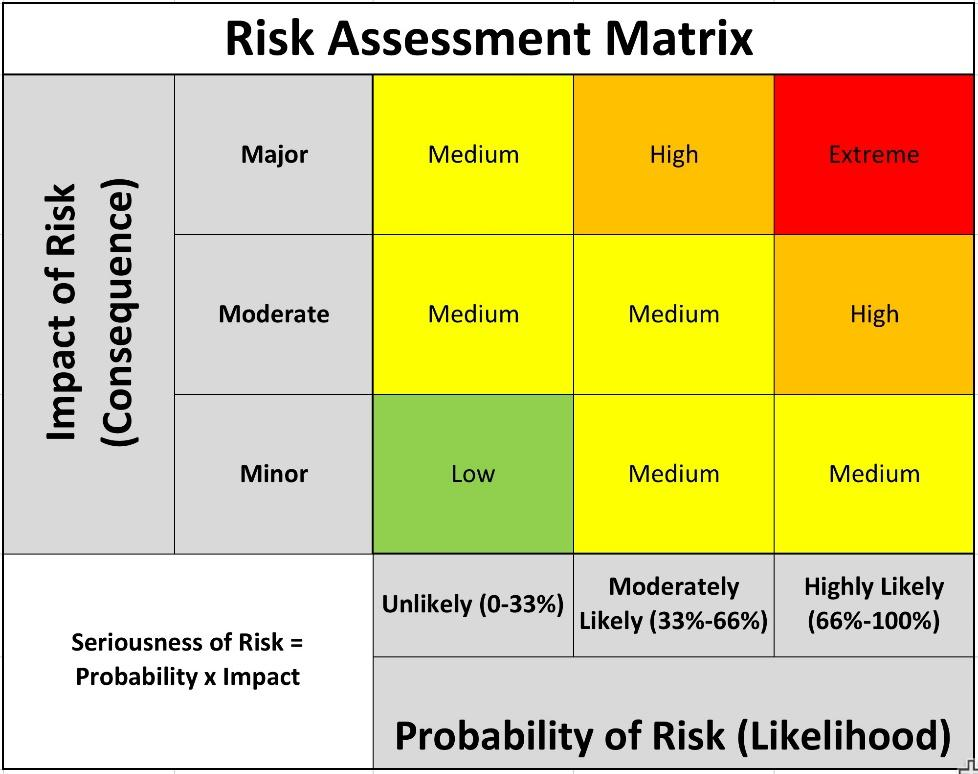 Risk Assessment Matrix
Impact of Risk
(Consequence)
Major
Medium
High
Extreme
Moderate
Medium
Medium
High
Minor
Low
Medium
Medium
Seriousness of Risk =
Probability x Impact
Unlikely (0-33%)
Moderately
Likely (33%-66%)
Highly Likely
(66%-100%)
Probability of Risk (Likelihood)